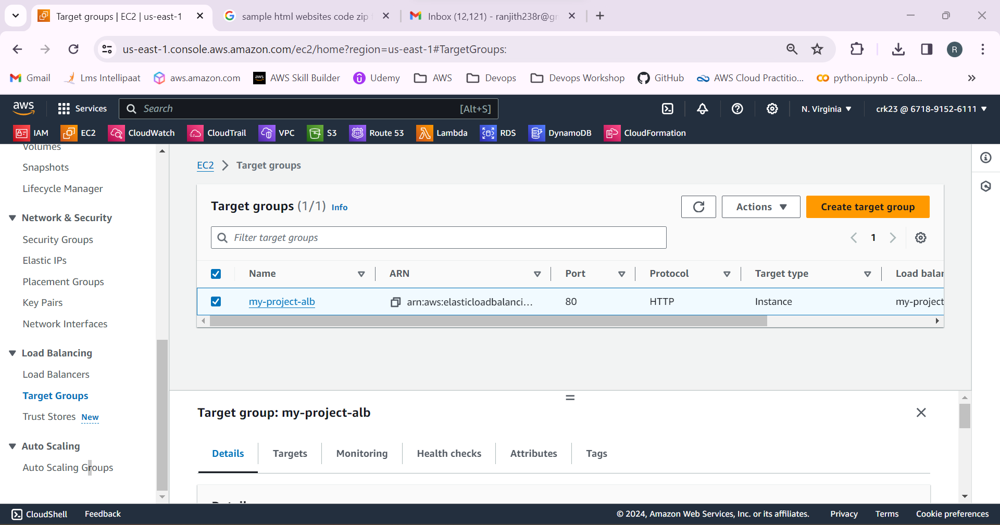 Target groups | EC2 | us-east-1
sample html websites code zip
Inbox (12,121) - ranjith238r@gm
us-east-1.console.aws.amazon.com/ec2/home?region=us-east-1#TargetGroups:
R
Gmail
Lms Intellipaat
aws.amazon.com
aws
AWS Skill Builder
Udemy
AWS
Devops
Devops Workshop
GitHub
AWS Cloud Practitio...
python.ipynb - Cola...
aws
Services
Search
[Alt+S]
N. Virginia
crk23 @ 6718-9152-6111
IAM
EC2
CloudWatch
CloudTrail
VPC
S3
Route 53
Lambda
RDS
DynamoDB
CloudFormation
Volumes
Snapshots
Lifecycle Manager
Network & Security
Security Groups
Elastic IPs
Placement Groups
Key Pairs
Network Interfaces
Load Balancing
Load Balancers
Target Groups
Trust Stores New
Auto Scaling
Auto Scaling Groups
EC2
Target groups
Target groups (1/1) Info
Actions
Create target group
Filter target groups
1
Name
ARN
Port
Protocol
Target type
Load balan
my-project-alb
arn:aws:elasticloadbalanci...
80
HTTP
Instance
my-project
Target group: my-project-alb
Details
Targets
Monitoring
Health checks
Attributes
Tags
CloudShell
Feedback
© 2024, Amazon Web Services, Inc. or its affiliates.
Privacy
Terms
Cookie preferences